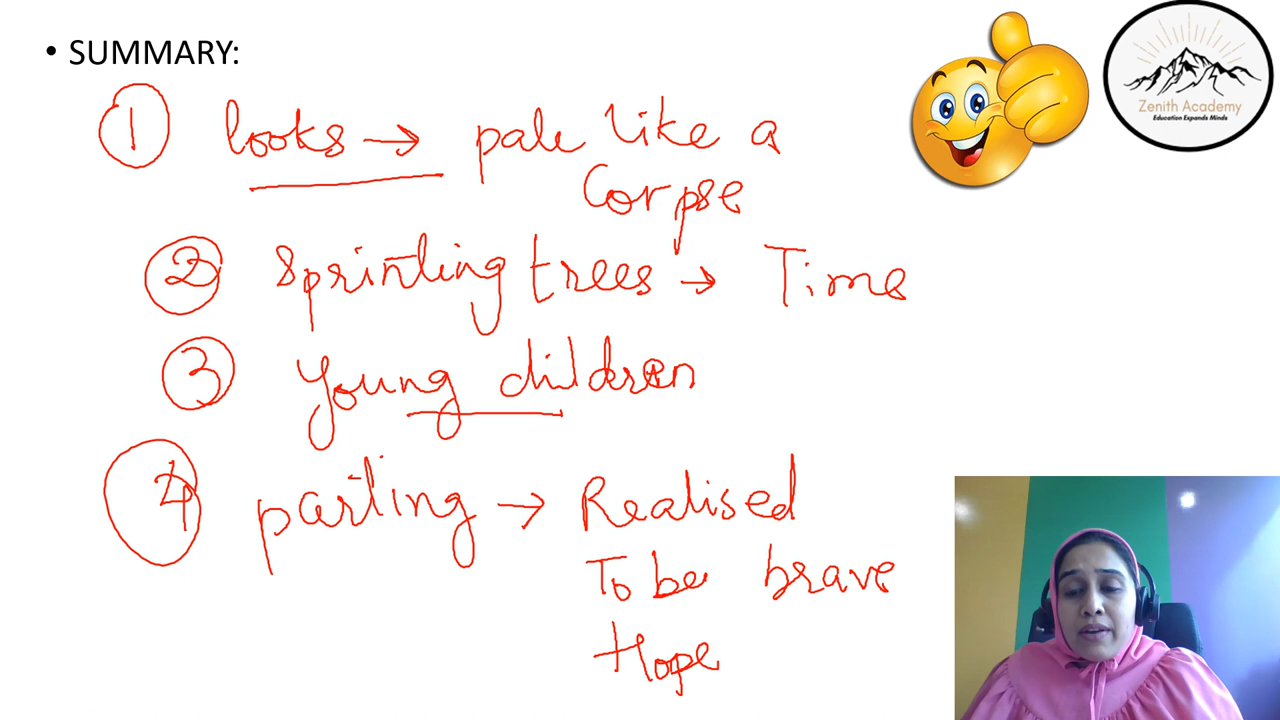 • SUMMARY:
Zenith Academy
Education Expands Minds
1 looks → pale like a
corpse
2 Sprinting trees → Time
3 Young children
4 parting → Realised
To be brave
Hope